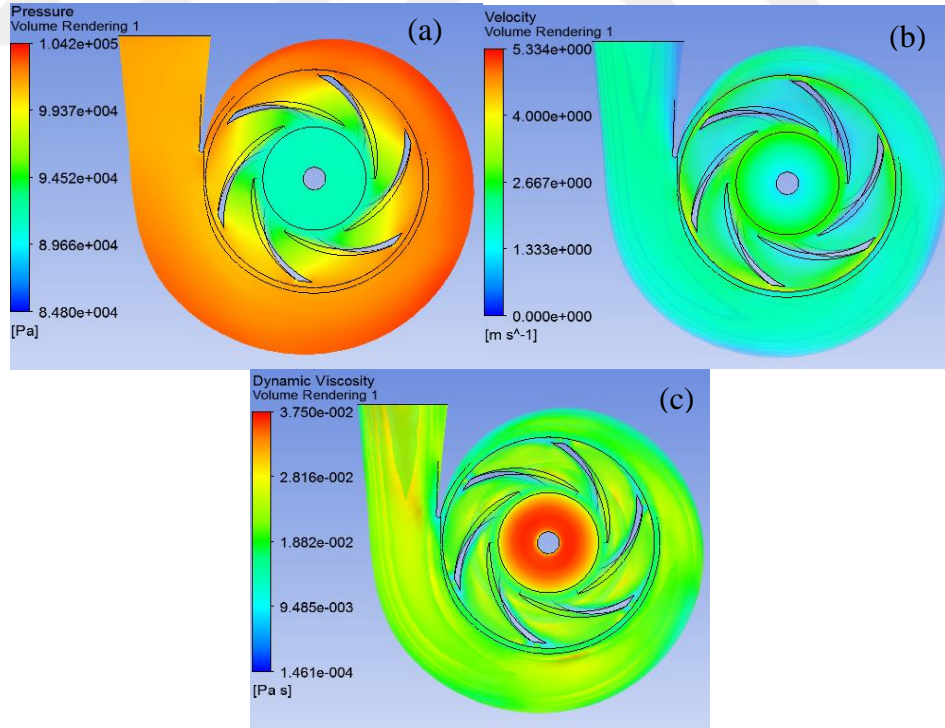 Pressure
Volume Rendering 1
(a)
1.042e+005
9.937e+004
9.452e+004
8.966e+004
8.480e+004
[Pa]
Velocity
Volume Rendering 1
(b)
5.334e+000
4.000e+000
2.667e+000
1.333e+000
0.000e+000
[m s^-1]
Dynamic Viscosity
Volume Rendering 1
(c)
3.750e-002
2.816e-002
1.882e-002
9.485e-003
1.461e-004
[Pa s]